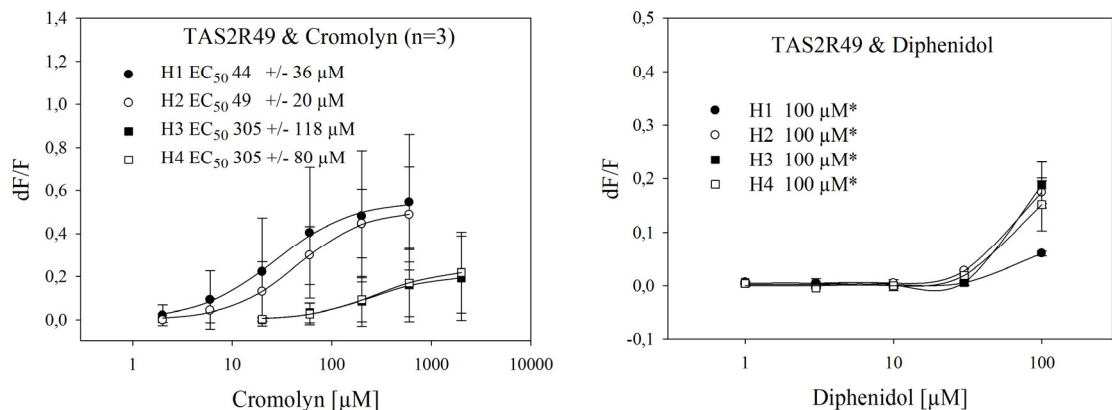 TAS2R49 & Cromolyn (n=3)
H1 EC50 44 +/- 36 µM
H2 EC50 49 +/- 20 µM
H3 EC50 305 +/- 118 µM
H4 EC50 305 +/- 80 µM
dF/F
1,4
1,2
1,0
0,8
0,6
0,4
0,2
0,0
1 10 100 1000 10000
Cromolyn [µM]
TAS2R49 & Diphenidol
H1 100 µM*
H2 100 µM*
H3 100 µM*
H4 100 µM*
dF/F
0,5
0,4
0,3
0,2
0,1
0,0
-0,1
1 10 100
Diphenidol [µM]